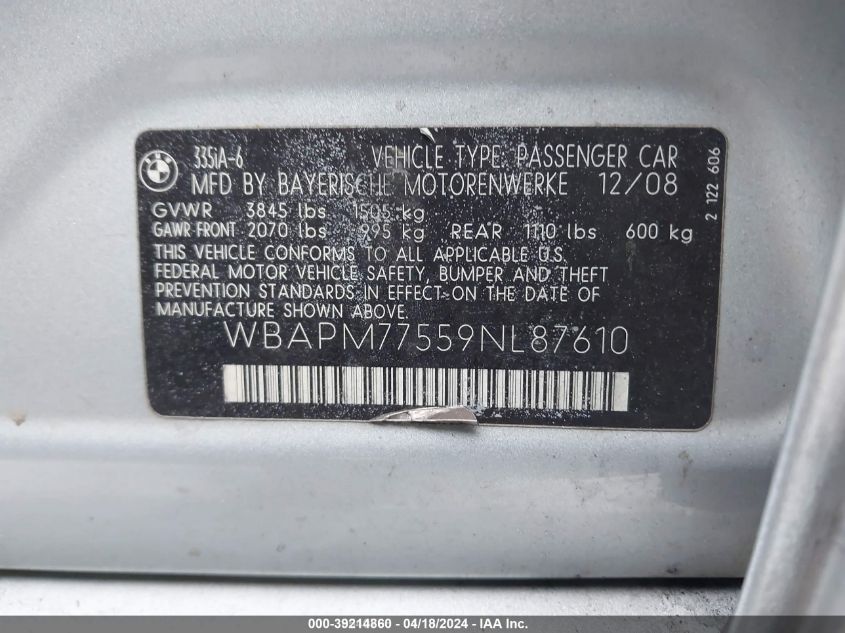 BMW
335iA-6 VEHICLE TYPE: PASSENGER CAR
MFD BY BAYERISCHE MOTORENWERKE 12/08
GVWR 3845 lbs 1505 kg
GAWR FRONT 2070 lbs 995 kg REAR 1110 lbs 600 kg
THIS VEHICLE CONFORMS TO ALL APPLICABLE U.S.
FEDERAL MOTOR VEHICLE SAFETY, BUMPER AND THEFT
PREVENTION STANDARDS IN EFFECT ON THE DATE OF
MANUFACTURE SHOWN ABOVE.
WBAPM77559NL87610
2 122 606
000-39214860 - 04/18/2024 - IAA Inc.